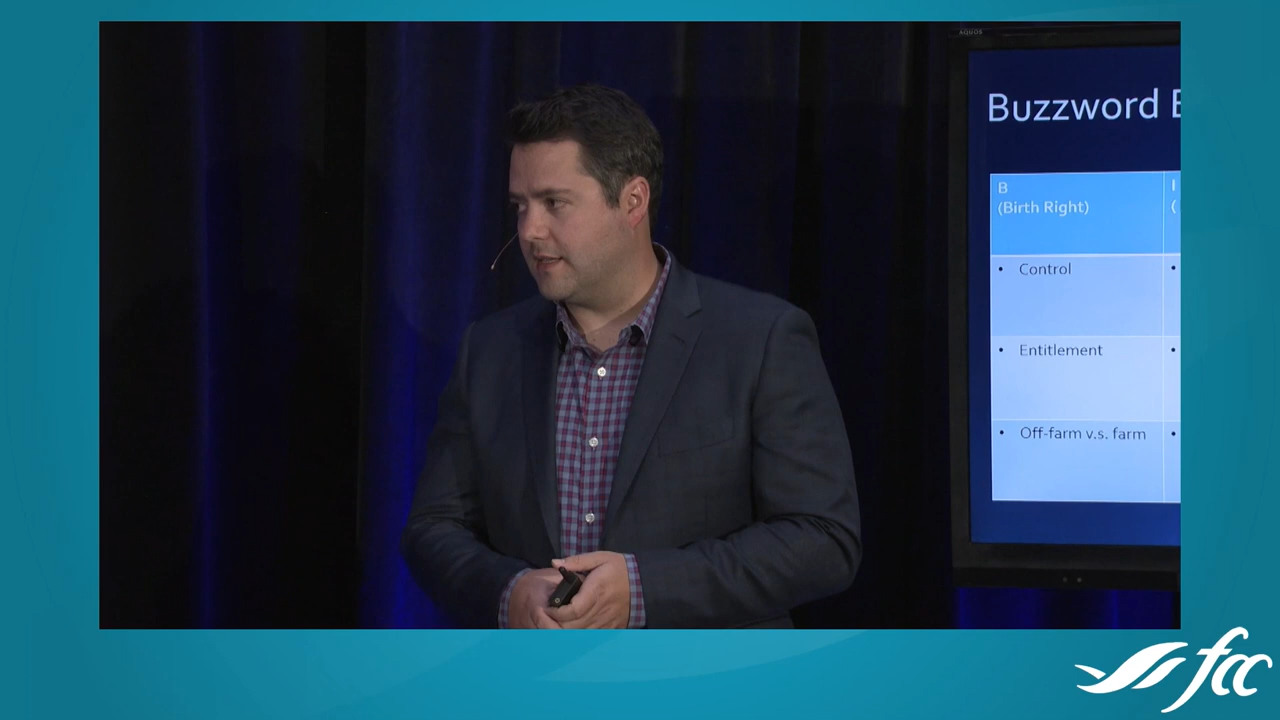 AQUOS
Buzzword
B
(Birth Right)
I
(
• Control
•
• Entitlement
•
• Off-farm v.s. farm
•
fcc